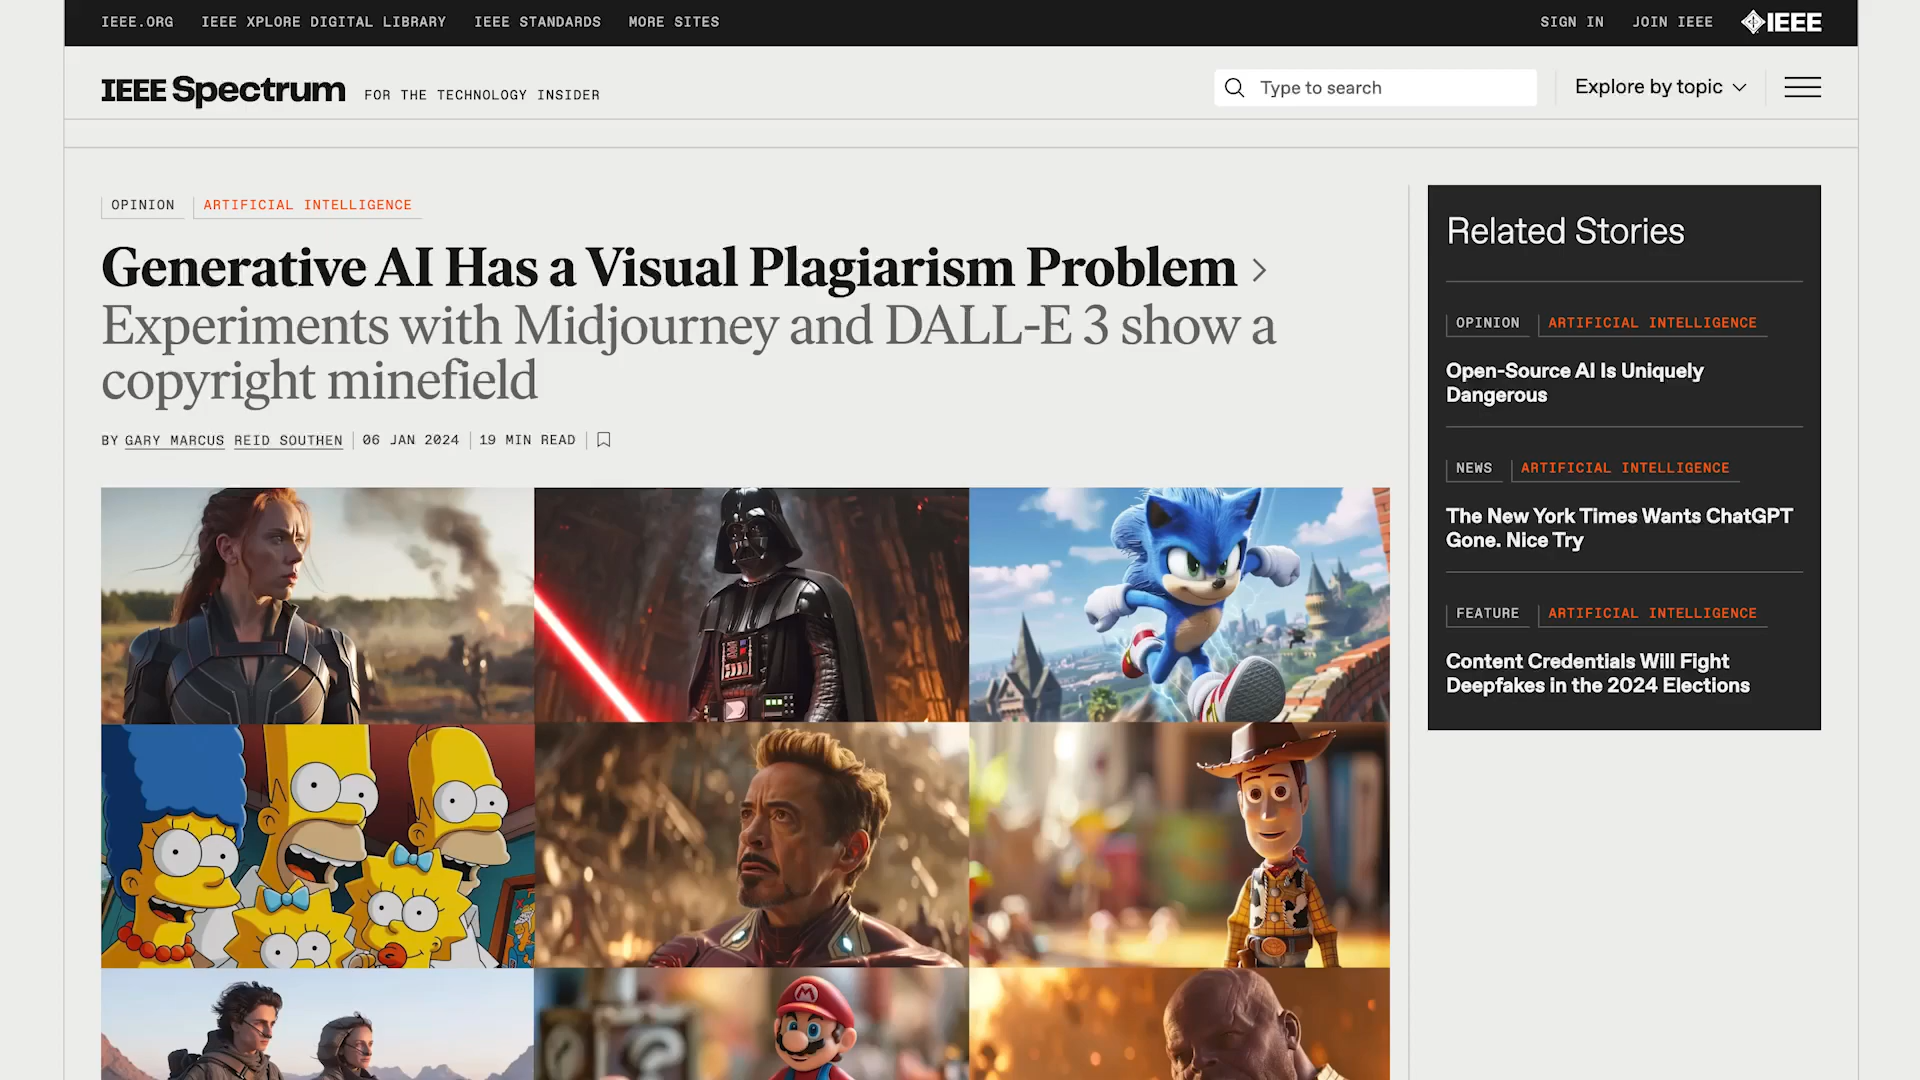 IEEE.ORG IEEE XPLORE DIGITAL LIBRARY IEEE STANDARDS MORE SITES SIGN IN JOIN IEEE IEEE
IEEE Spectrum FOR THE TECHNOLOGY INSIDER Type to search Explore by topic
OPINION ARTIFICIAL INTELLIGENCE
Generative AI Has a Visual Plagiarism Problem >
Experiments with Midjourney and DALL-E 3 show a
copyright minefield
BY GARY MARCUS REID SOUTHEN 06 JAN 2024 19 MIN READ
M
Related Stories
OPINION ARTIFICIAL INTELLIGENCE
Open-Source AI Is Uniquely
Dangerous
NEWS ARTIFICIAL INTELLIGENCE
The New York Times Wants ChatGPT
Gone. Nice Try
FEATURE ARTIFICIAL INTELLIGENCE
Content Credentials Will Fight
Deepfakes in the 2024 Elections